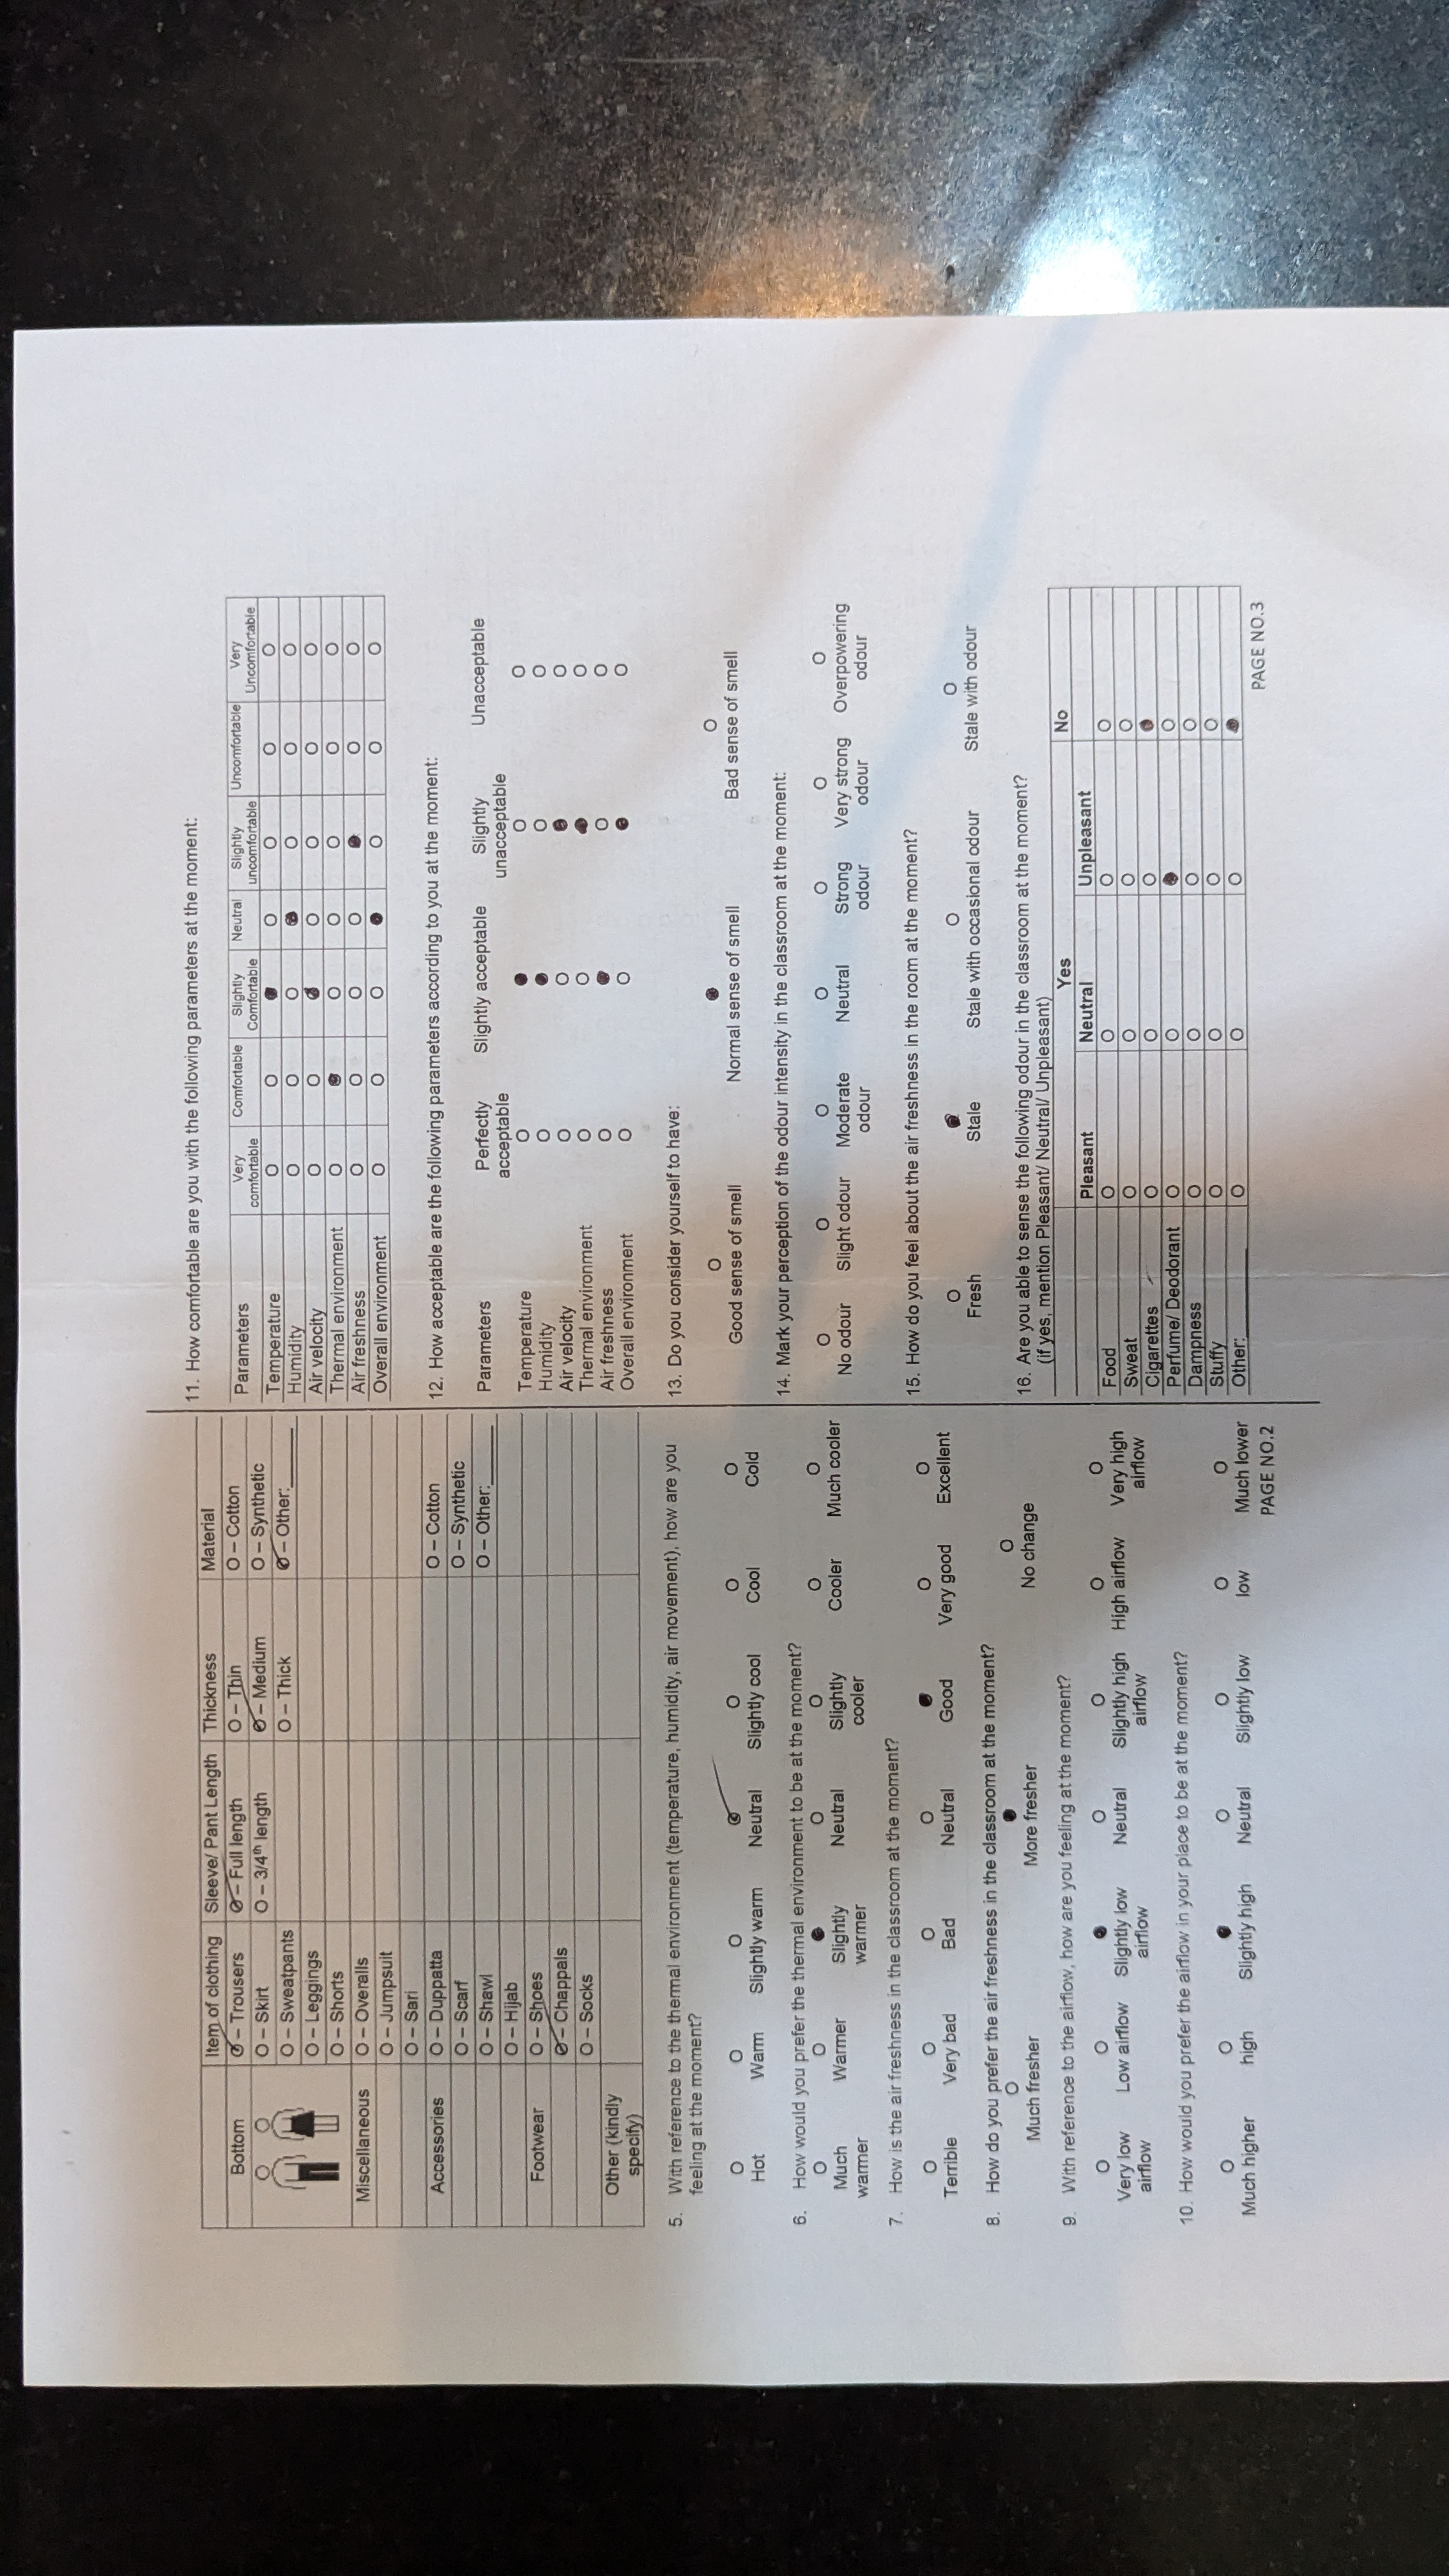 Item of clothing Sleeve/ Pant Length Thickness Material
Bottom O – Trousers O – Full length O – Thin O – Cotton
O – Skirt O – 3/4th length O – Medium O – Synthetic
O – Sweatpants O – Thick O – Other:______
O – Leggings
O – Shorts
Miscellaneous O – Overalls
O – Jumpsuit
O – Sari
Accessories O – Duppatta O – Cotton
O – Scarf O – Synthetic
O – Shawl O – Other:______
O – Hijab
Footwear O – Shoes
O – Chappals
O – Socks
Other (kindly
specify)
5. With reference to the thermal environment (temperature, humidity, air movement), how are you
feeling at the moment?
O O O O O O O
Hot Warm Slightly warm Neutral Slightly cool Cool Cold
6. How would you prefer the thermal environment to be at the moment?
O O O O O O O
Much Warmer Slightly Neutral Slightly Cooler Much cooler
warmer warmer cooler
7. How is the air freshness in the classroom at the moment?
O O O O O O O
Terrible Very bad Bad Neutral Good Very good Excellent
8. How do you prefer the air freshness in the classroom at the moment?
O O O
Much fresher More fresher No change
9. With reference to the airflow, how are you feeling at the moment?
O O O O O O O
Very low Low airflow Slightly low Neutral Slightly high High airflow Very high
airflow airflow airflow airflow
10. How would you prefer the airflow in your place to be at the moment?
O O O O O O O
Much higher high Slightly high Neutral Slightly low low Much lower
PAGE NO.2
11. How comfortable are you with the following parameters at the moment:
Parameters Very Comfortable Slightly Neutral Slightly Uncomfortable Very
comfortable Comfortable uncomfortable Uncomfortable
Temperature O O O O O O O
Humidity O O O O O O O
Air velocity O O O O O O O
Thermal environment O O O O O O O
Air freshness O O O O O O O
Overall environment O O O O O O O
12. How acceptable are the following parameters according to you at the moment:
Parameters Perfectly Slightly acceptable Slightly Unacceptable
acceptable unacceptable
Temperature O O O O
Humidity O O O O
Air velocity O O O O
Thermal environment O O O O
Air freshness O O O O
Overall environment O O O O
13. Do you consider yourself to have:
O O O
Good sense of smell Normal sense of smell Bad sense of smell
14. Mark your perception of the odour intensity in the classroom at the moment:
O O O O O O O
No odour Slight odour Moderate Neutral Strong Very strong Overpowering
odour odour odour odour
15. How do you feel about the air freshness in the room at the moment?
O O O O
Fresh Stale Stale with occasional odour Stale with odour
16. Are you able to sense the following odour in the classroom at the moment?
(if yes, mention Pleasant/ Neutral/ Unpleasant)
Yes No
Pleasant Neutral Unpleasant
Food O O O O
Sweat O O O O
Cigarettes O O O O
Perfume/ Deodorant O O O O
Dampness O O O O
Stuffy O O O O
Other:________ O O O O
PAGE NO.3